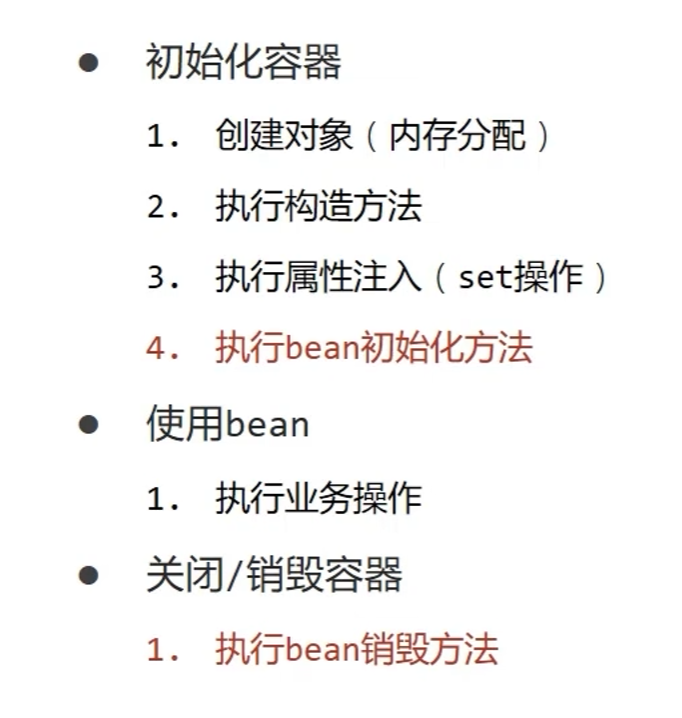 ● 初始化容器
1. 创建对象（内存分配）
2. 执行构造方法
3. 执行属性注入（set操作）
4. 执行bean初始化方法
● 使用bean
1. 执行业务操作
● 关闭/销毁容器
1. 执行bean销毁方法